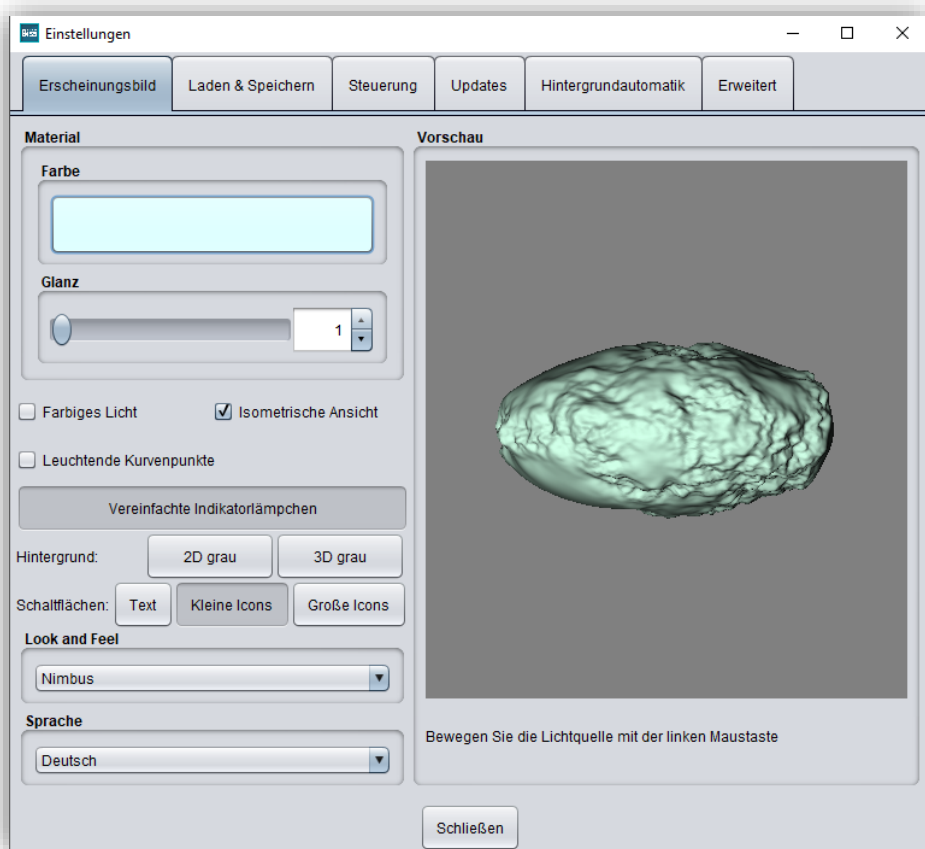 Einstellungen
Erscheinungsbild
Laden & Speichern
Steuerung
Updates
Hintergrundautomatik
Erweitert
Material
Farbe
Glanz
1
Farbiges Licht
Isometrische Ansicht
Leuchtende Kurvenpunkte
Vereinfachte Indikatorlämpchen
Hintergrund:
2D grau
3D grau
Schaltflächen:
Text
Kleine Icons
Große Icons
Look and Feel
Nimbus
Sprache
Deutsch
Vorschau
Bewegen Sie die Lichtquelle mit der linken Maustaste
Schließen